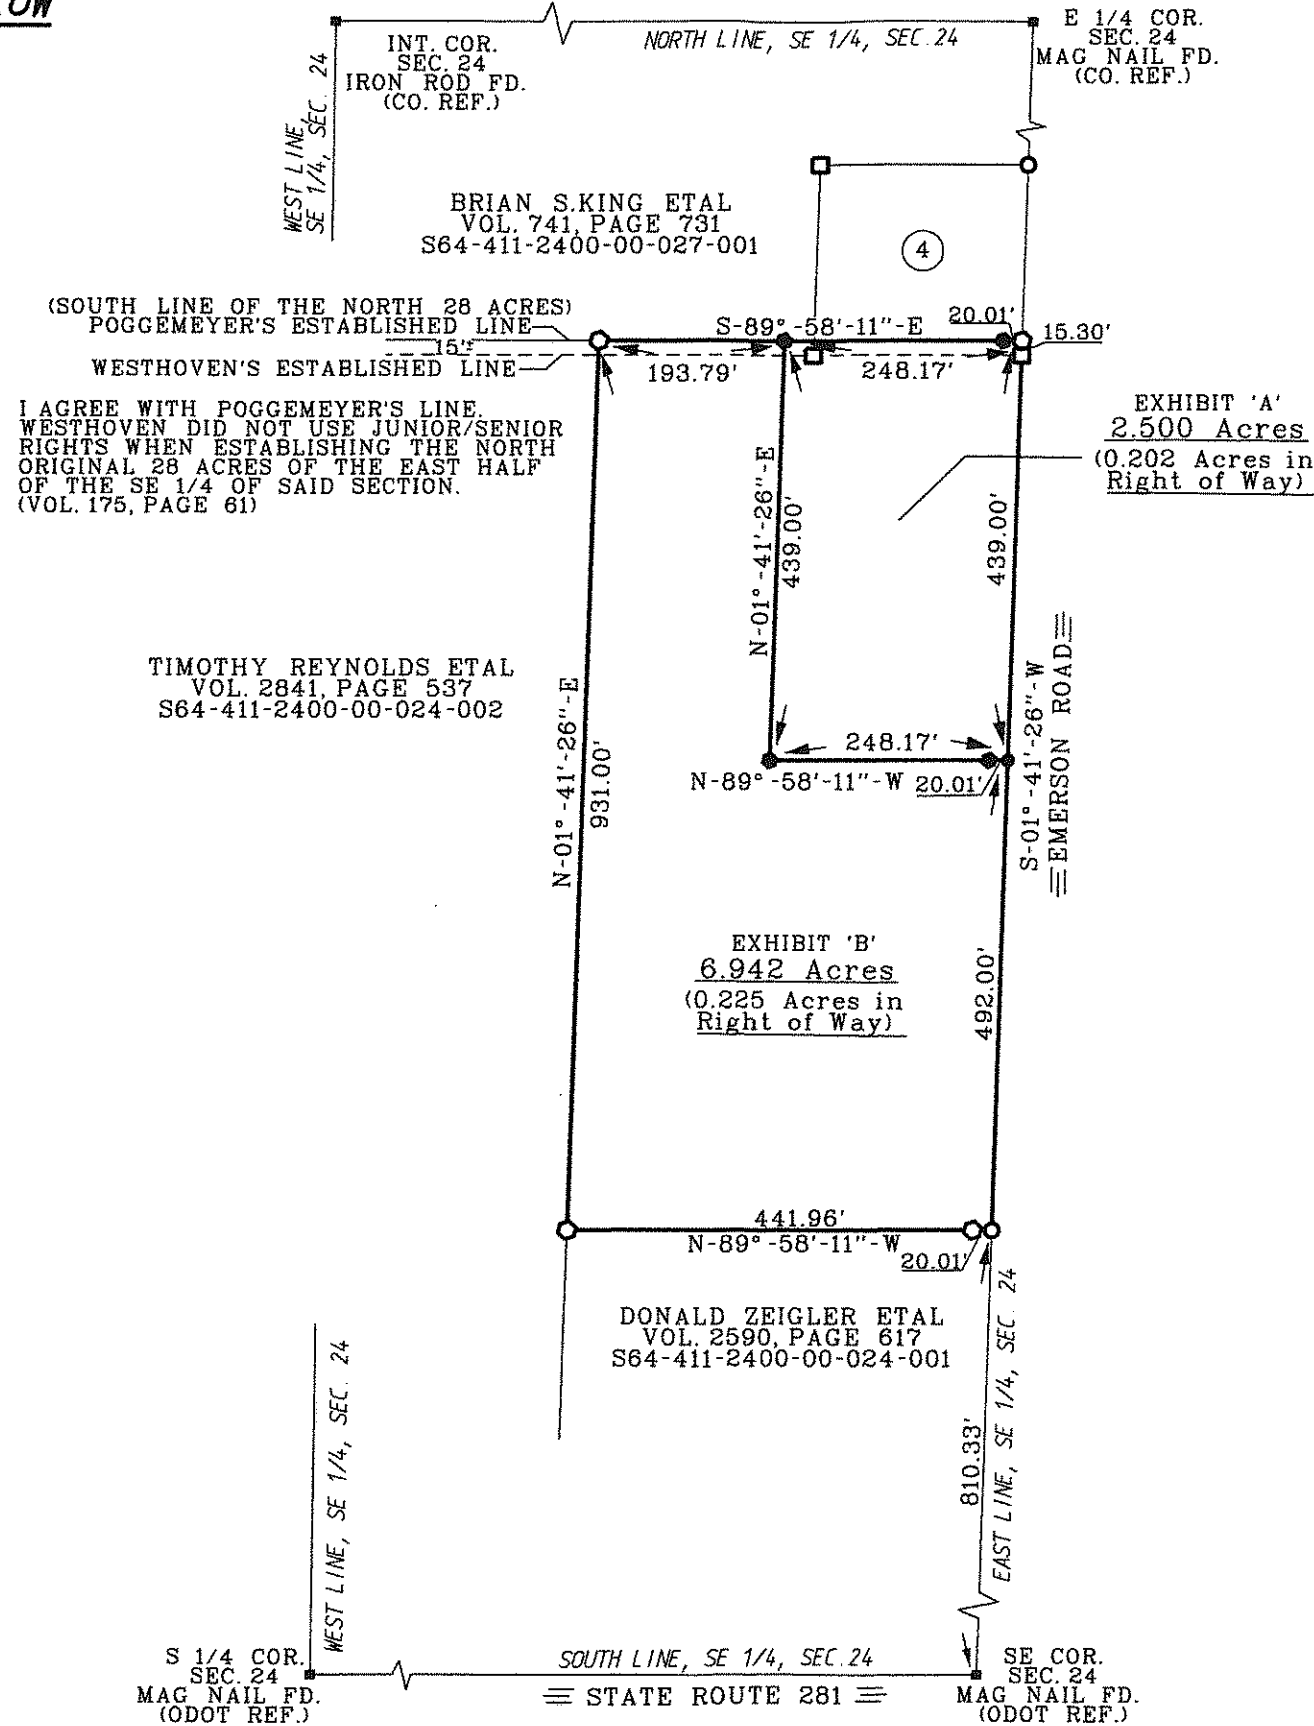 INT. COR.
SEC. 24
IRON ROD FD.
(CO. REF.)
NORTH LINE, SE 1/4, SEC. 24
E 1/4 COR.
SEC. 24
MAG NAIL FD.
(CO. REF.)
WEST LINE,
SE 1/4, SEC. 24
BRIAN S.KING ETAL
VOL. 741, PAGE 731
S64-411-2400-00-027-001
4
(SOUTH LINE OF THE NORTH 28 ACRES)
POGGEMEYER'S ESTABLISHED LINE
15'±
WESTHOVEN'S ESTABLISHED LINE
S-89°-58'-11"-E
20.01'
15.30'
193.79'
248.17'
I AGREE WITH POGGEMEYER'S LINE.
WESTHOVEN DID NOT USE JUNIOR/SENIOR
RIGHTS WHEN ESTABLISHING THE NORTH
ORIGINAL 28 ACRES OF THE EAST HALF
OF THE SE 1/4 OF SAID SECTION.
(VOL. 175, PAGE 61)
EXHIBIT 'A'
2.500 Acres
(0.202 Acres in
Right of Way)
N-01°-41'-26"-E
439.00'
439.00'
TIMOTHY REYNOLDS ETAL
VOL. 2841, PAGE 537
S64-411-2400-00-024-002
N-01°-41'-26"-E
931.00'
248.17'
N-89°-58'-11"-W
20.01'
S-01°-41'-26"-W
EMERSON ROAD
EXHIBIT 'B'
6.942 Acres
(0.225 Acres in
Right of Way)
492.00'
441.96'
N-89°-58'-11"-W
20.01'
DONALD ZEIGLER ETAL
VOL. 2590, PAGE 617
S64-411-2400-00-024-001
WEST LINE, SE 1/4, SEC. 24
810.33'
EAST LINE, SE 1/4, SEC. 24
S 1/4 COR.
SEC. 24
MAG NAIL FD.
(ODOT REF.)
SOUTH LINE, SE 1/4, SEC. 24
STATE ROUTE 281
SE COR.
SEC. 24
MAG NAIL FD.
(ODOT REF.)